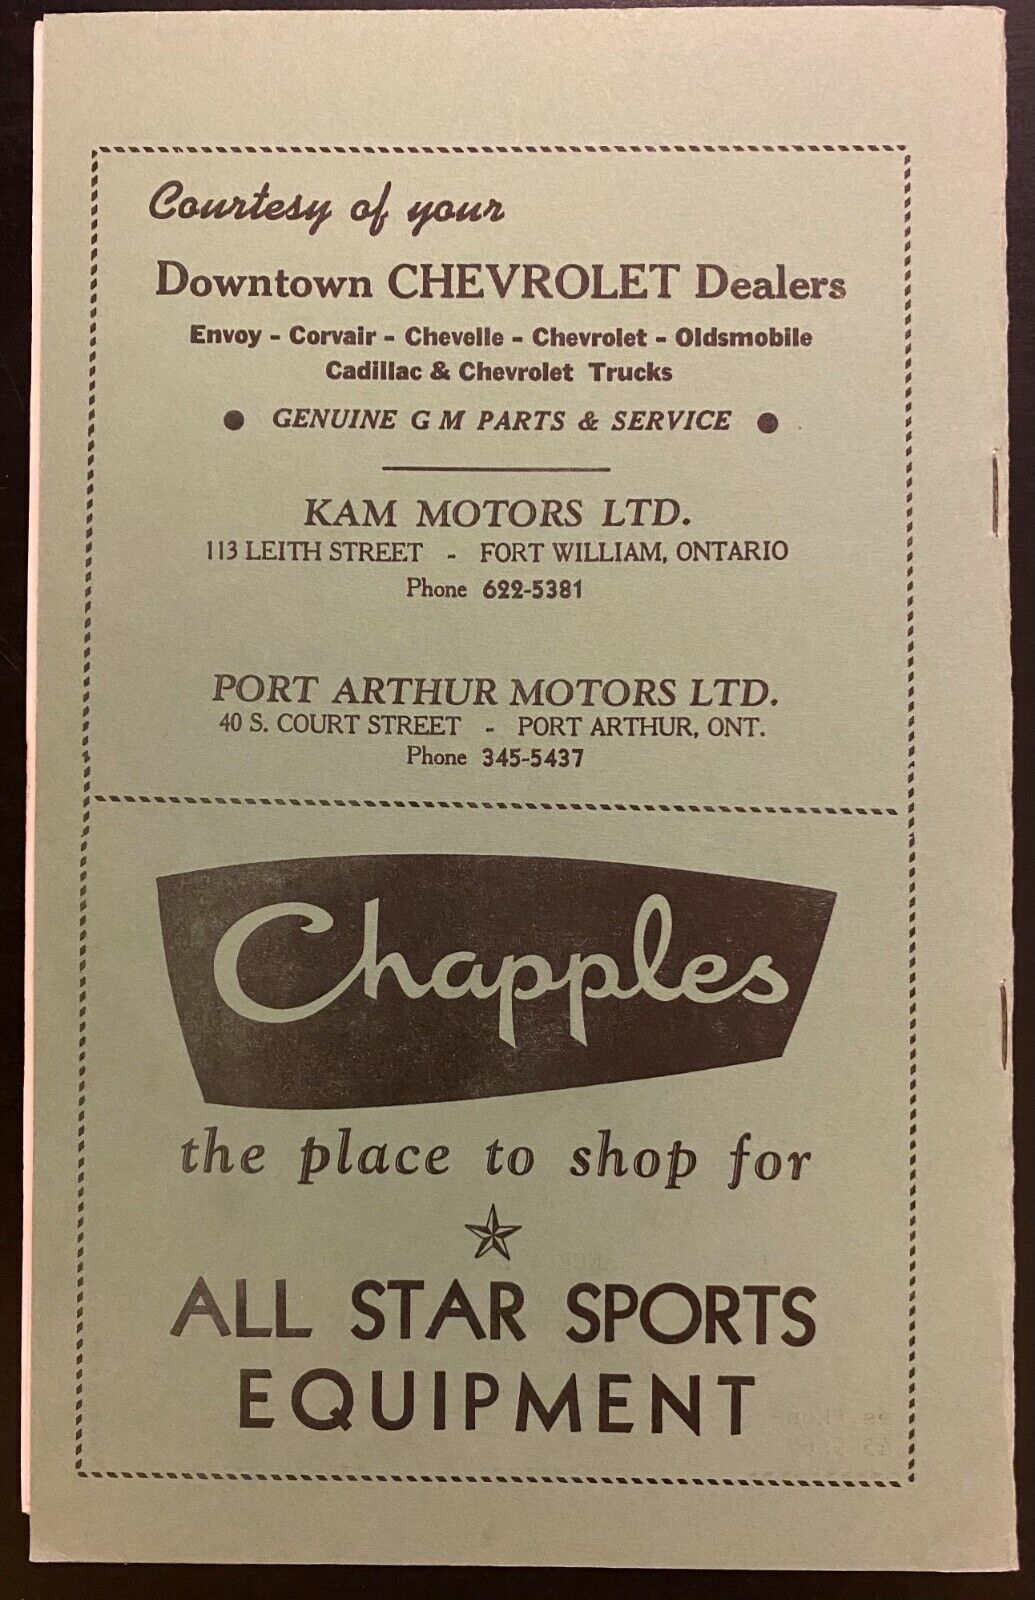 Courtesy of your
Downtown CHEVROLET Dealers
Envoy - Corvair - Chevelle - Chevrolet - Oldsmobile
Cadillac & Chevrolet Trucks
● GENUINE G M PARTS & SERVICE ●
KAM MOTORS LTD.
113 LEITH STREET - FORT WILLIAM, ONTARIO
Phone 622-5381
PORT ARTHUR MOTORS LTD.
40 S. COURT STREET - PORT ARTHUR, ONT.
Phone 345-5437
Chapples
the place to shop for
ALL STAR SPORTS
EQUIPMENT